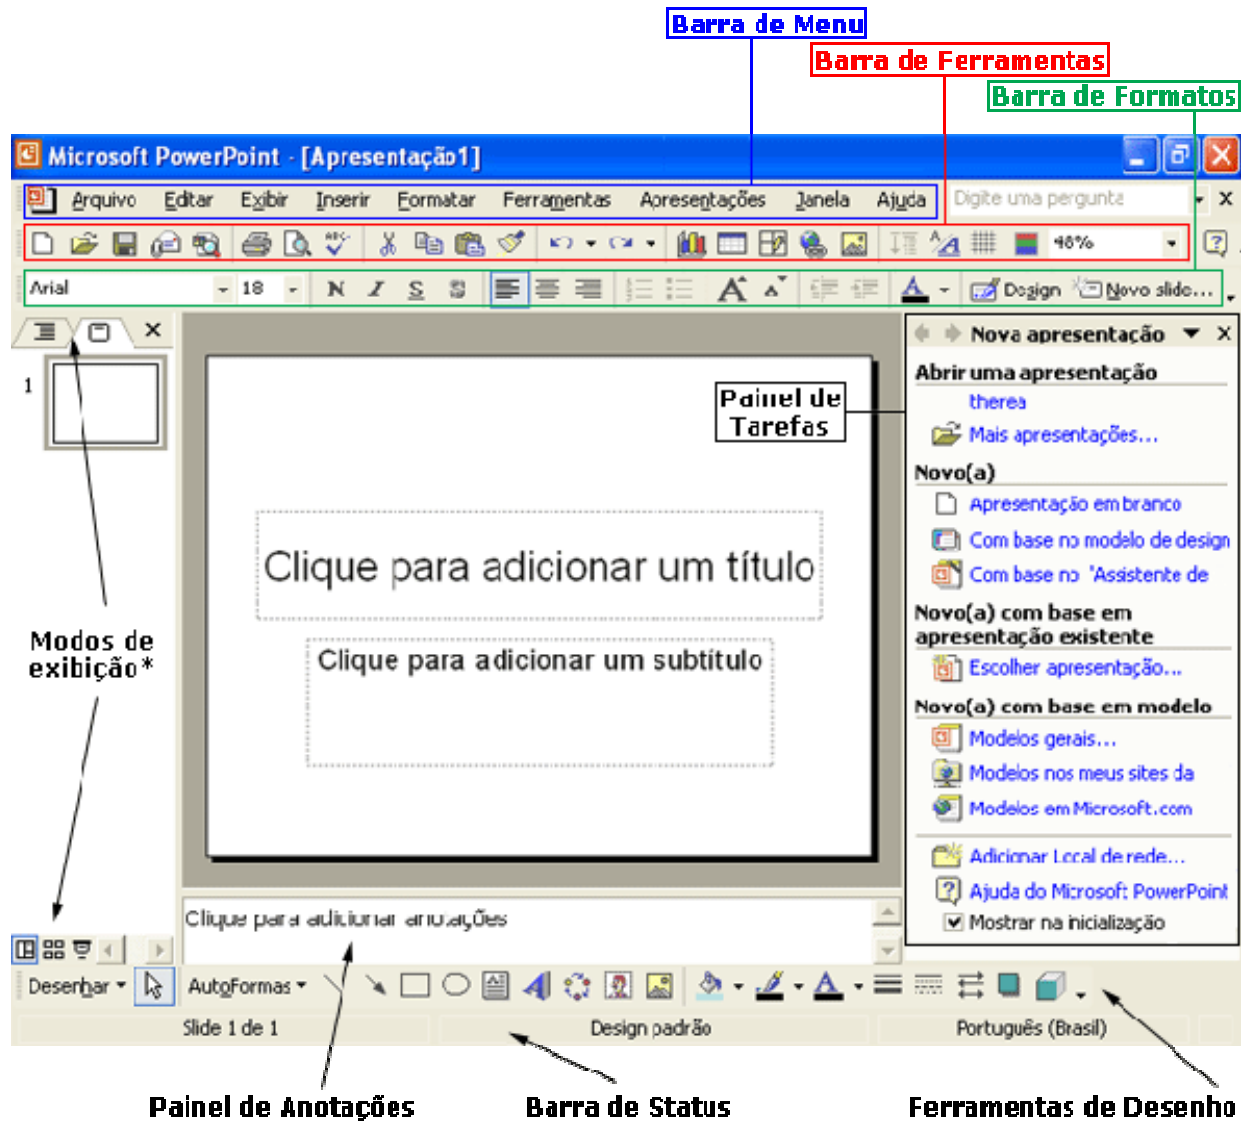 Barra de Menu
Barra de Ferramentas
Barra de Formatos
Microsoft PowerPoint - [Apresentação1]
Arquivo Editar Exibir Inserir Formatar Ferramentas Apresentações Janela Ajuda Digite uma pergunta
48%
Arial 18 N I S S A A A Design Novo slide...
1
Nova apresentação
Abrir uma apresentação
therea
Mais apresentações...
Painel de
Tarefas
Novo(a)
Apresentação em branco
Com base no modelo de design
Com base no "Assistente de
Clique para adicionar um título
Novo(a) com base em
apresentação existente
Escolher apresentação...
Modos de
exibição*
Clique para adicionar um subtítulo
Novo(a) com base em modelo
Modelos gerais...
Modelos nos meus sites da
Modelos em Microsoft.com
Adicionar Local de rede...
Ajuda do Microsoft PowerPoint
Mostrar na inicialização
Clique para adicionar anotações
Desenhar AutoFormas
Slide 1 de 1 Design padrão Português (Brasil)
Painel de Anotações Barra de Status Ferramentas de Desenho